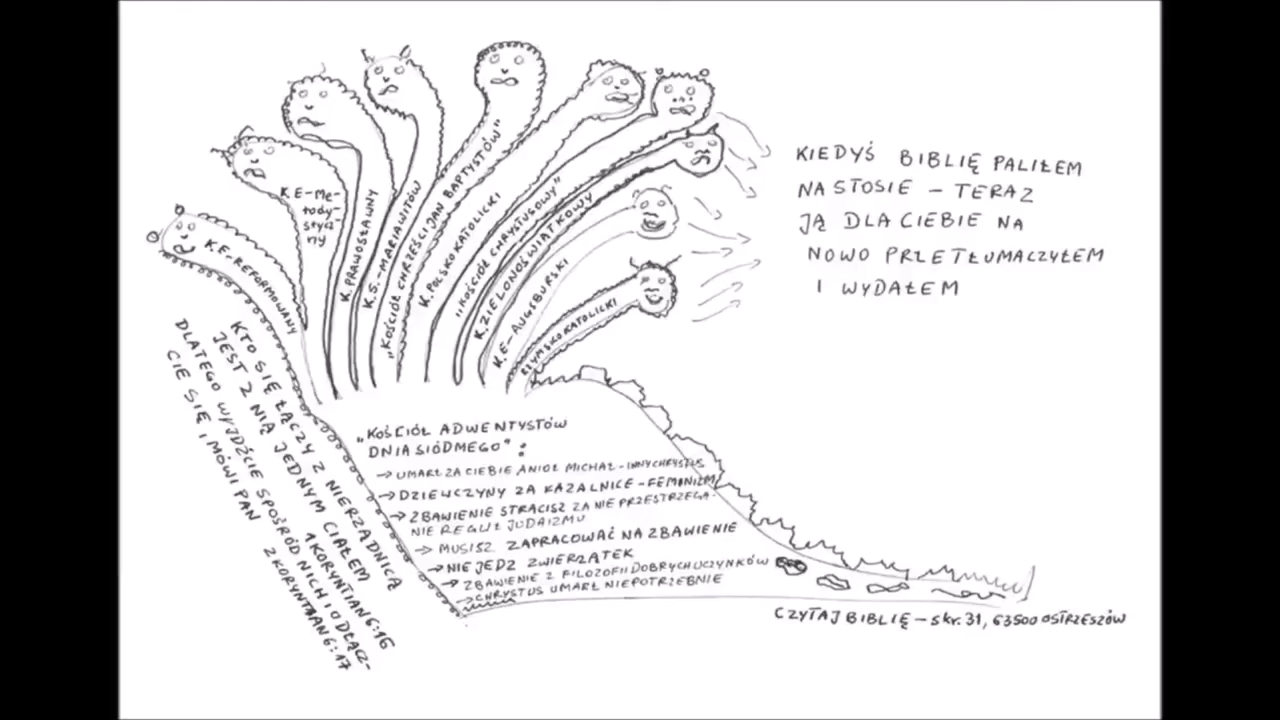 KIEDYŚ BIBLIĘ PALIŁEM
NA STOSIE – TERAZ
JĄ DLA CIEBIE NA
NOWO PRZETŁUMACZYŁEM
I WYDAŁEM
K.E-REFORMOWANY
K.E-Me-
tody-
stycz-
ny
K. PRAWOSŁAWNY
K.S.-MARIAWITÓW
„KOŚCIÓŁ CHRZEŚCIJAN BAPTYSTÓW"
K. POLSKOKATOLICKI
„KOŚCIÓŁ CHRYSTUSOWY"
K. ZIELONOŚWIĄTKOWY
K.E-AUGSBURSKI
RZYMSKOKATOLICKI
KTO SIĘ ŁĄCZY Z NIERZĄDNICĄ
JEST Z NIĄ JEDNYM CIAŁEM
1 KORYNTIAN 6:16
DLATEGO WYJDŹCIE SPOŚRÓD NICH I ODŁĄCZ-
CIE SIĘ, MÓWI PAN
2 KORYNTIAN 6:17
„KOŚCIÓŁ ADWENTYSTÓW
DNIA SIÓDMEGO":
→ UMARŁ ZA CIEBIE ANIOŁ MICHAŁ – INNY CHRYSTUS
→ DZIEWCZYNY ZA KAZALNICE – FEMINIZM
→ ZBAWIENIE STRACISZ ZA NIE PRZESTRZEGA-
NIE REGUŁ JUDAIZMU
→ MUSISZ ZAPRACOWAĆ NA ZBAWIENIE
→ NIE JEDZ ZWIERZĄTEK
→ ZBAWIENIE Z FILOZOFII DOBRYCH UCZYNKÓW
→ CHRYSTUS UMARŁ NIEPOTRZEBNIE
CZYTAJ BIBLIĘ – skr. 31, 63500 OSTRZESZÓW